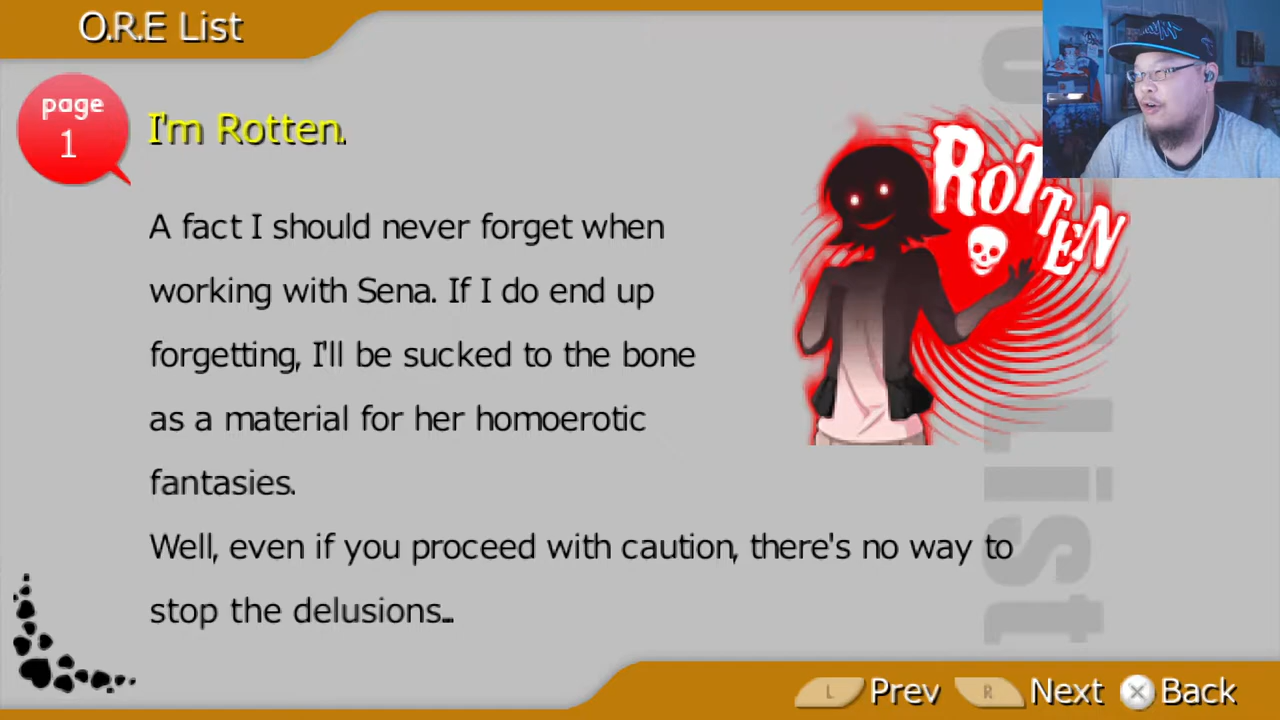 O.R.E List
page
1
I'm Rotten.
ROTTEN
A fact I should never forget when
working with Sena. If I do end up
forgetting, I'll be sucked to the bone
as a material for her homoerotic
fantasies.
Well, even if you proceed with caution, there's no way to
stop the delusions...
List
L Prev R Next X Back